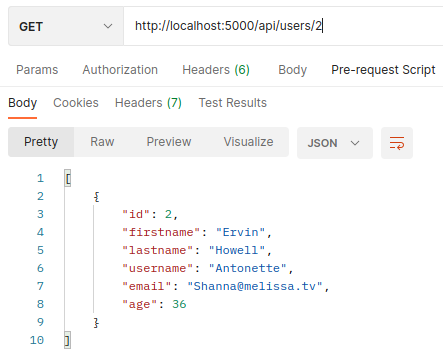 GET http://localhost:5000/api/users/2
Params Authorization Headers (6) Body Pre-request Script
Body Cookies Headers (7) Test Results
Pretty Raw Preview Visualize JSON
1 [
2 {
3 "id": 2,
4 "firstname": "Ervin",
5 "lastname": "Howell",
6 "username": "Antonette",
7 "email": "Shanna@melissa.tv",
8 "age": 36
9 }
10 ]